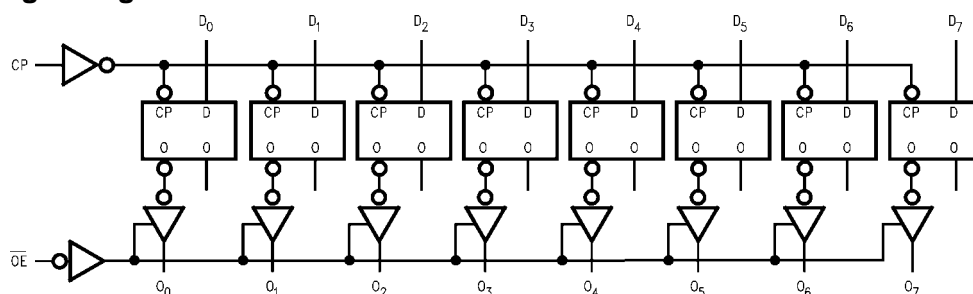 D0 D1 D2 D3 D4 D5 D6 D7
CP
CP D CP D CP D CP D CP D CP D CP D CP D
O O O O O O O O O O O O O O O O
OE
O0 O1 O2 O3 O4 O5 O6 O7